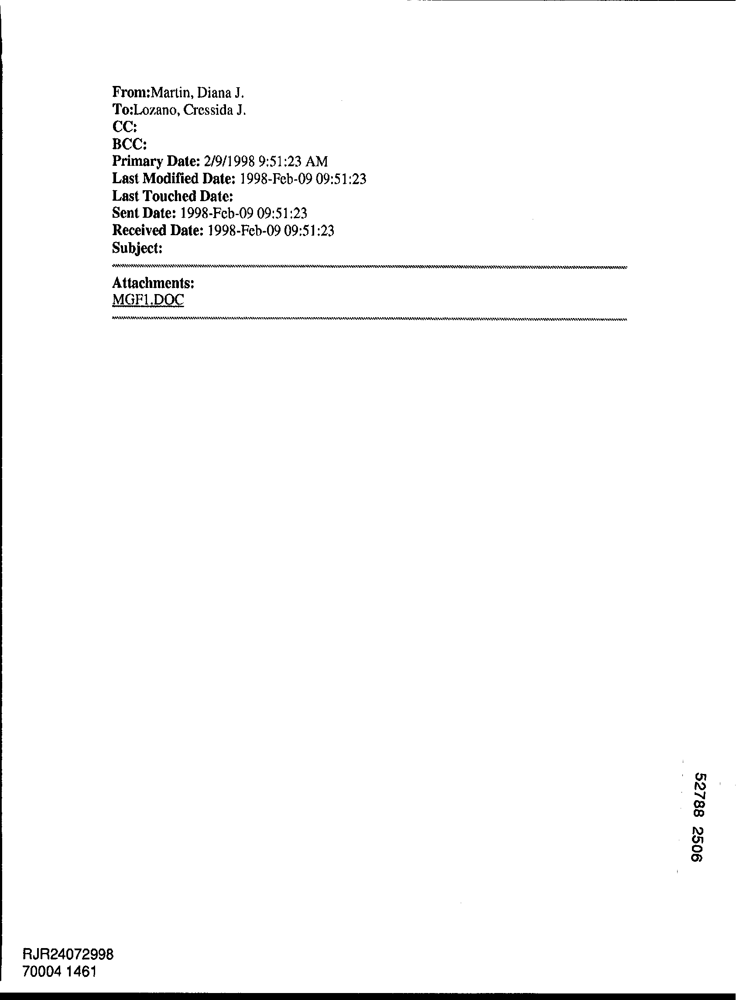 From:Martin, Diana J.
To:Lozano, Cressida J.
CC:
BCC:
Primary Date: 2/9/1998 9:51:23 AM
Last Modified Date: 1998-Feb-09 09:51:23
Last Touched Date:
Sent Date: 1998-Feb-09 09:51:23
Received Date: 1998-Feb-09 09:51:23
Subject:
Attachments:
MGF1.DOC
52788 2506
RJR24072998
70004 1461